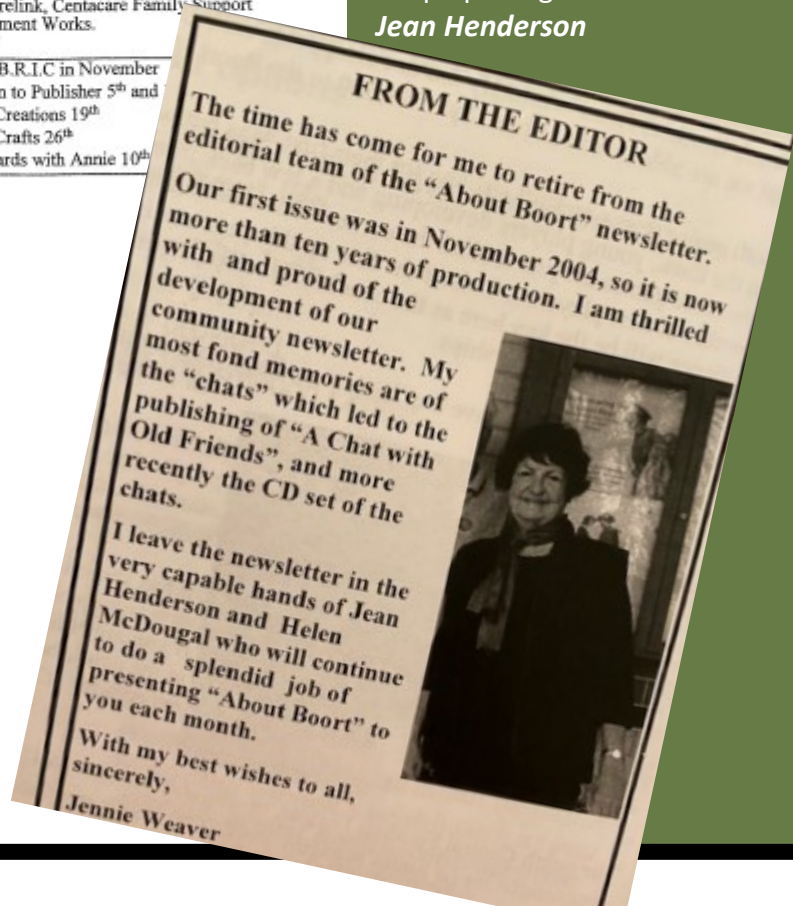 Centacare Family Support
ment Works.
B.R.I.C in November
to Publisher 5th and
Creations 19th
Crafts 26th
with Annie 10th
Jean Henderson
FROM THE EDITOR
The time has come for me to retire from the
editorial team of the “About Boort” newsletter.
Our first issue was in November 2004, so it is now
more than ten years of production. I am thrilled
with and proud of the
development of our
community newsletter. My
most fond memories are of
the “chats” which led to the
publishing of “A Chat with
Old Friends”, and more
recently the CD set of the
chats.
I leave the newsletter in the
very capable hands of Jean
Henderson and Helen
McDougal who will continue
to do a splendid job of
presenting “About Boort” to
you each month.
With my best wishes to all,
sincerely,
Jennie Weaver